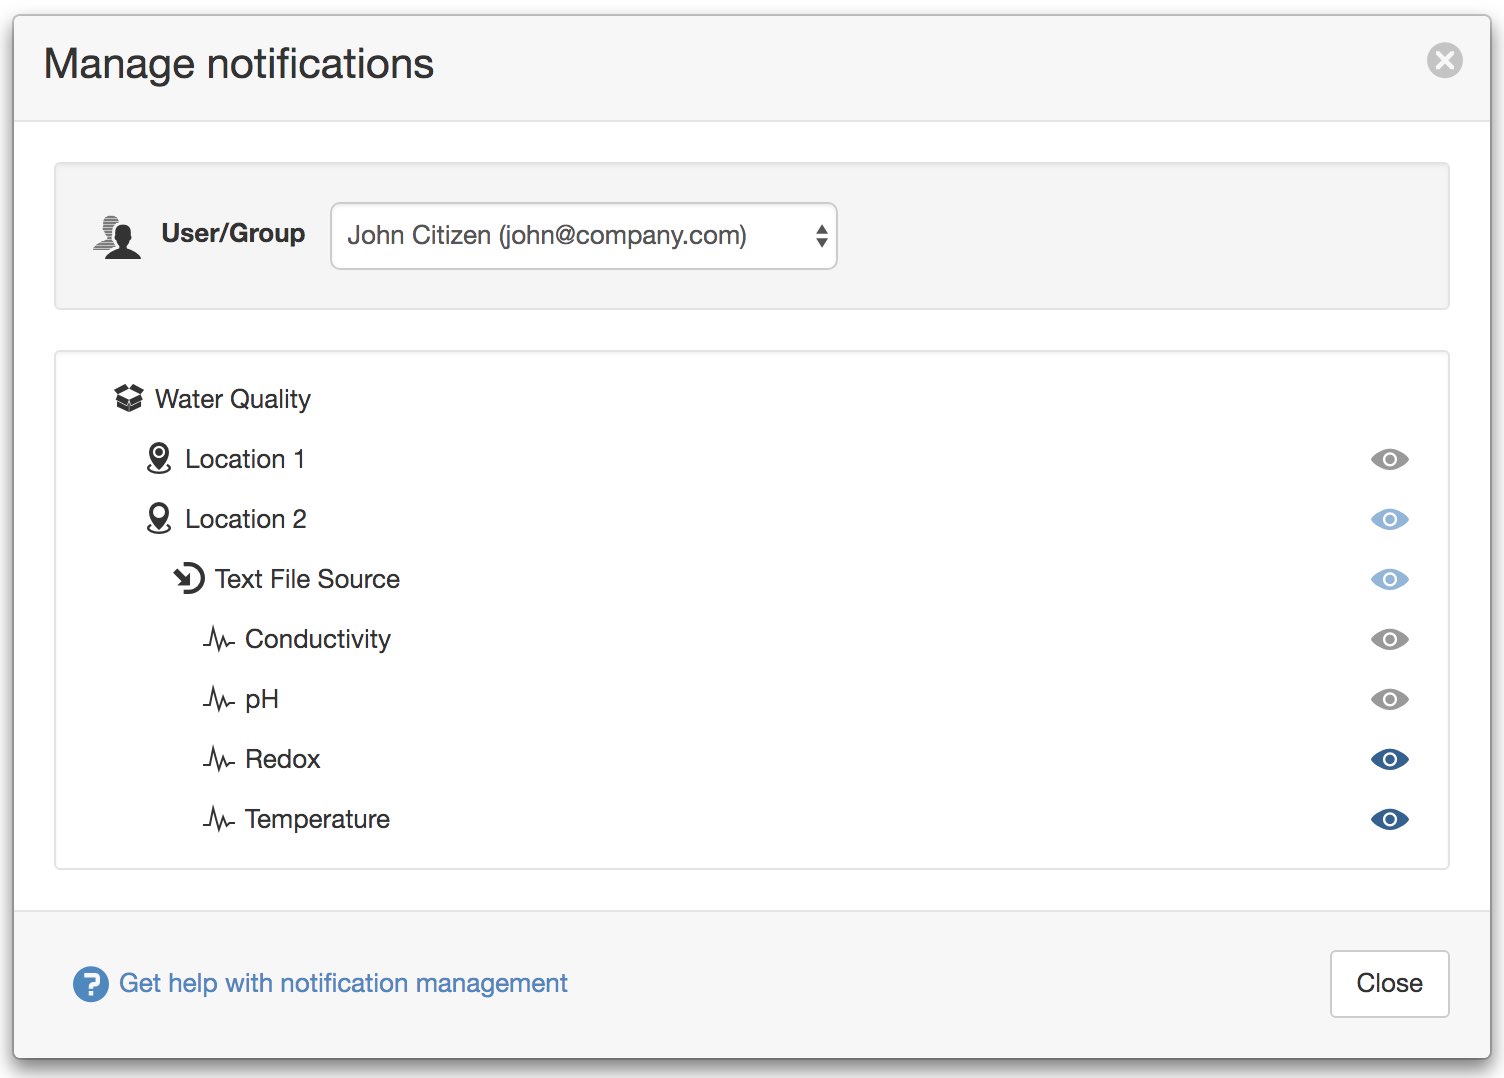 Manage notifications
User/Group
John Citizen (john@company.com)
Water Quality
Location 1
Location 2
Text File Source
Conductivity
pH
Redox
Temperature
? Get help with notification management
Close